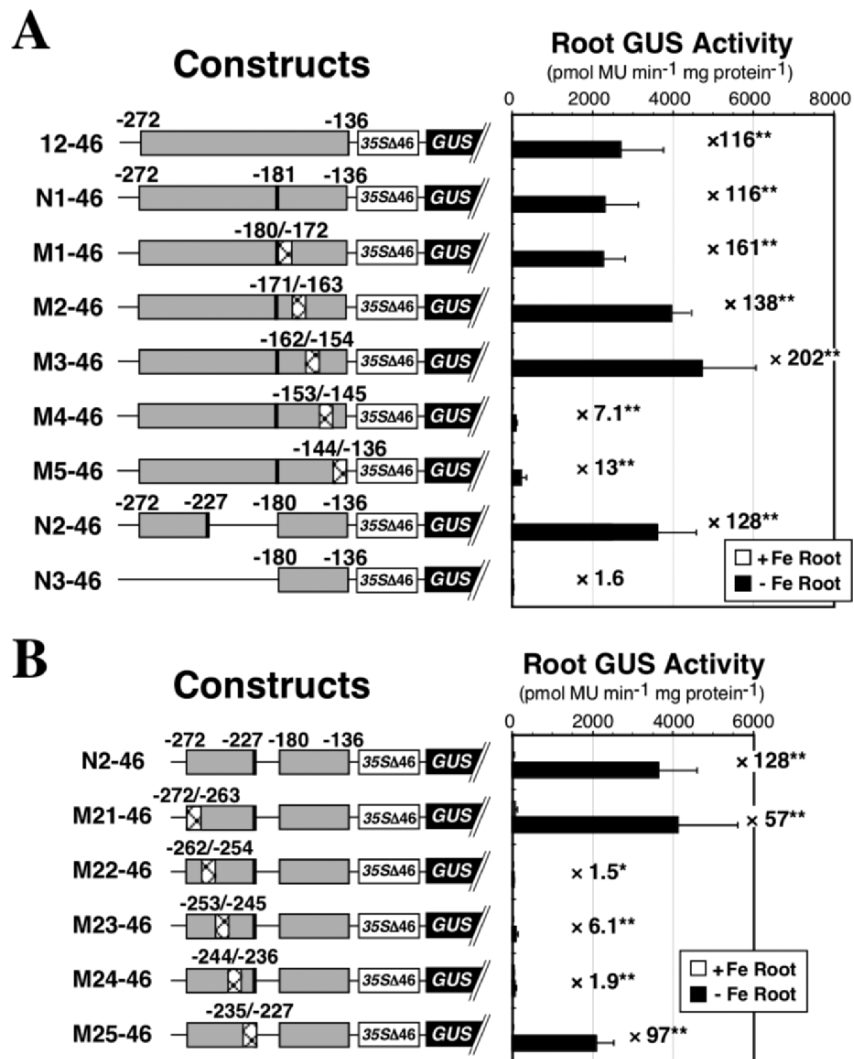 A
Constructs
Root GUS Activity
(pmol MU min-1 mg protein-1)
0 2000 4000 6000 8000
-272 -136
12-46 35SΔ46 GUS ×116**
-272 -181 -136
N1-46 35SΔ46 GUS × 116**
-180/-172
M1-46 35SΔ46 GUS × 161**
-171/-163
M2-46 35SΔ46 GUS × 138**
-162/-154
M3-46 35SΔ46 GUS × 202**
-153/-145
M4-46 35SΔ46 GUS × 7.1**
-144/-136
M5-46 35SΔ46 GUS × 13**
-272 -227 -180 -136
N2-46 35SΔ46 GUS × 128**
-180 -136
N3-46 35SΔ46 GUS × 1.6
+Fe Root
- Fe Root
B
Constructs
Root GUS Activity
(pmol MU min-1 mg protein-1)
0 2000 4000 6000
-272 -227 -180 -136
N2-46 35SΔ46 GUS × 128**
-272/-263
M21-46 35SΔ46 GUS × 57**
-262/-254
M22-46 35SΔ46 GUS × 1.5*
-253/-245
M23-46 35SΔ46 GUS × 6.1**
-244/-236
M24-46 35SΔ46 GUS × 1.9**
-235/-227
M25-46 35SΔ46 GUS × 97**
+Fe Root
- Fe Root